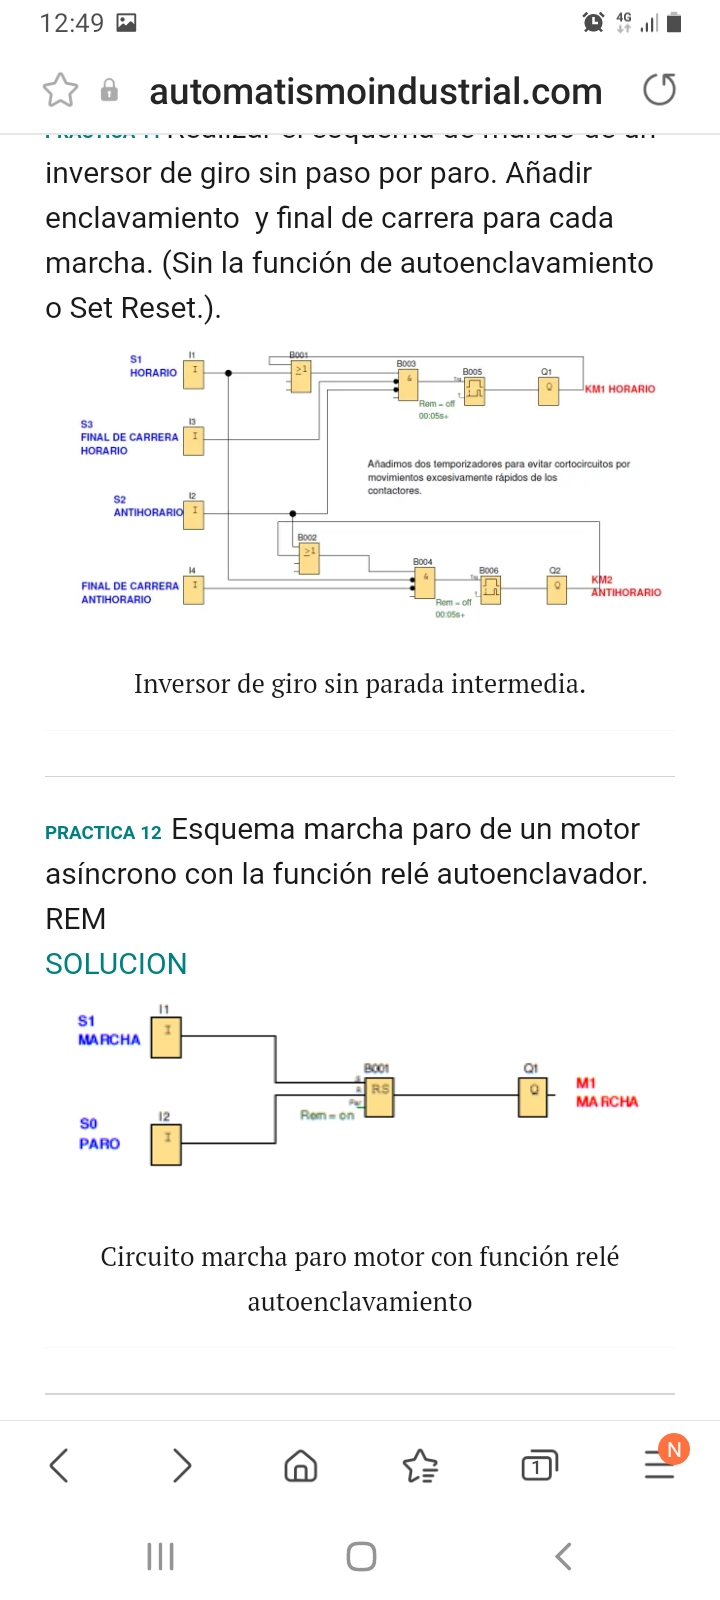 12:49
4G
automatismoindustrial.com
inversor de giro sin paso por paro. Añadir
enclavamiento y final de carrera para cada
marcha. (Sin la función de autoenclavamiento
o Set Reset.).
S1
HORARIO
I1
I
B001
≥1
B003
&
B005
Q1
Q
KM1 HORARIO
Rem = off
00:05s+
S3
FINAL DE CARRERA
HORARIO
I3
I
Añadimos dos temporizadores para evitar cortocircuitos por
movimientos excesivamente rápidos de los
contactores.
S2
ANTIHORARIO
I2
I
B002
≥1
B004
&
B006
Q2
Q
KM2
ANTIHORARIO
FINAL DE CARRERA
ANTIHORARIO
I4
I
Rem = off
00:05s+
Inversor de giro sin parada intermedia.
PRACTICA 12 Esquema marcha paro de un motor
asíncrono con la función relé autoenclavador.
REM
SOLUCION
S1
MARCHA
I1
I
B001
RS
R
Par
Rem = on
Q1
Q
M1
MARCHA
S0
PARO
I2
I
Circuito marcha paro motor con función relé
autoenclavamiento
1
N